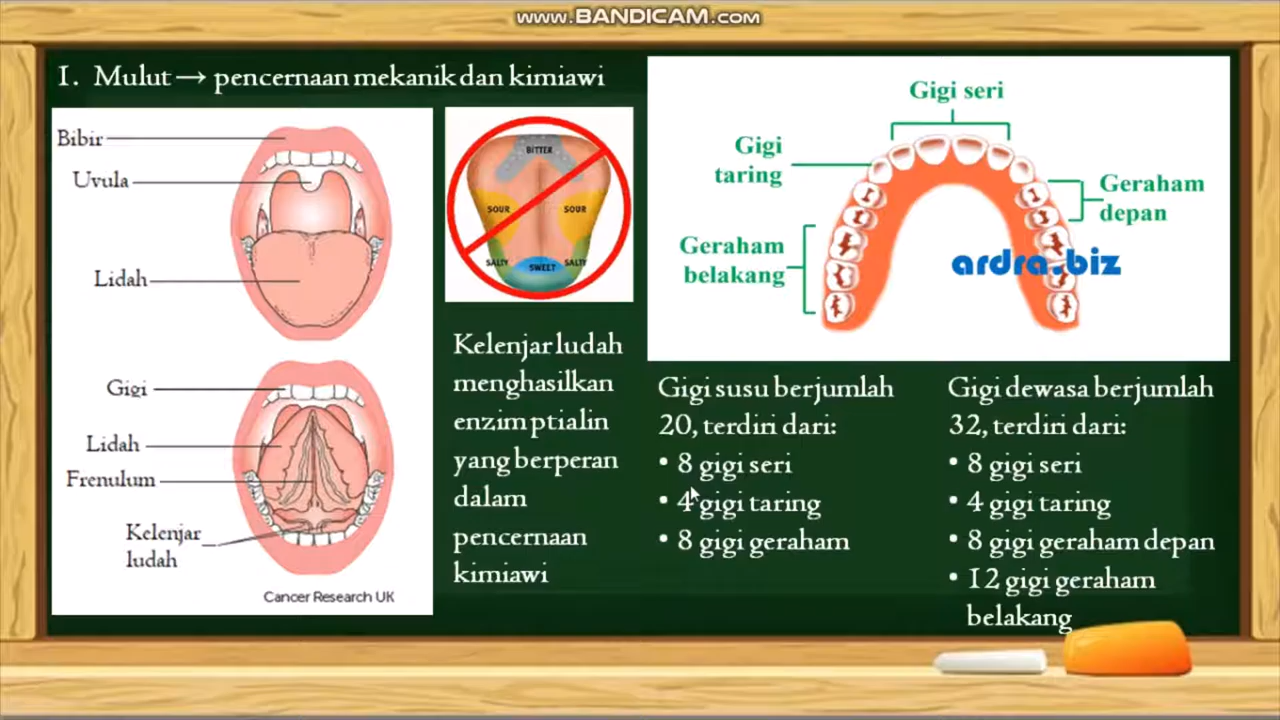 www.BANDICAM.com
1. Mulut → pencernaan mekanik dan kimiawi
Bibir
Uvula
Lidah
Gigi
Lidah
Frenulum
Kelenjar
ludah
Cancer Research UK
BITTER
SOUR
SOUR
SALTY
SWEET
SALTY
Kelenjar ludah
menghasilkan
enzim ptialin
yang berperan
dalam
pencernaan
kimiawi
Gigi seri
Gigi
taring
Geraham
depan
Geraham
belakang
ardra.biz
Gigi susu berjumlah
20, terdiri dari:
• 8 gigi seri
• 4 gigi taring
• 8 gigi geraham
Gigi dewasa berjumlah
32, terdiri dari:
• 8 gigi seri
• 4 gigi taring
• 8 gigi geraham depan
• 12 gigi geraham
belakang